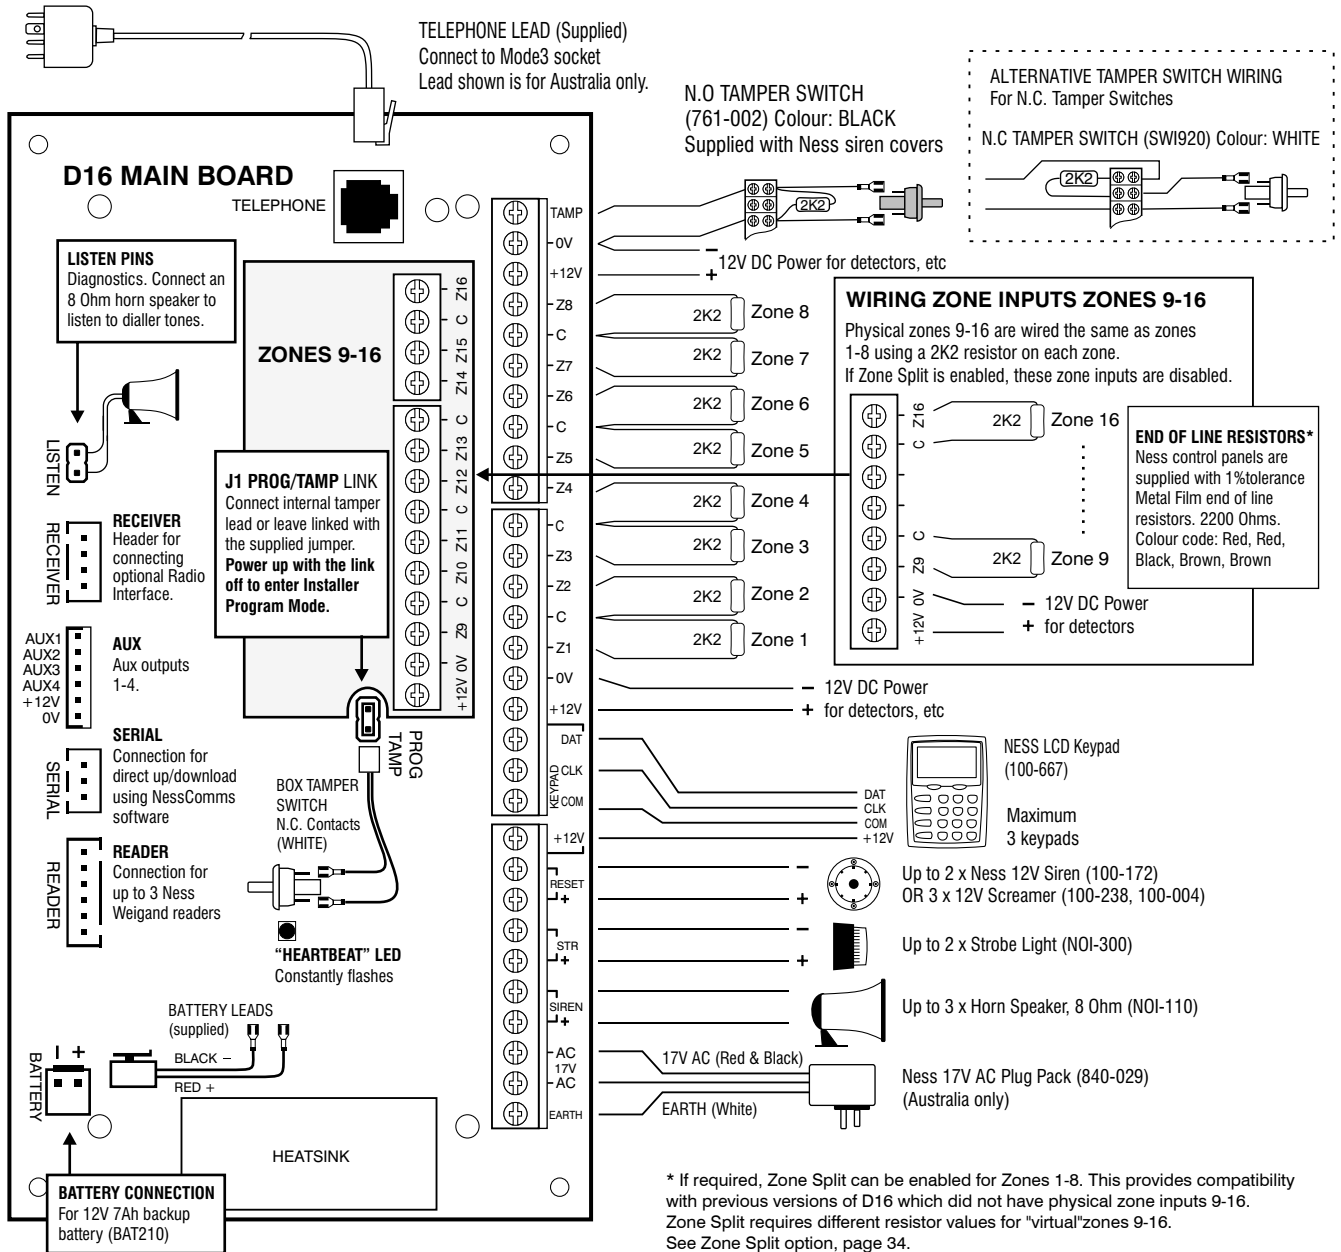 TELEPHONE LEAD (Supplied)
Connect to Mode3 socket
Lead shown is for Australia only.
N.O TAMPER SWITCH
(761-002) Colour: BLACK
Supplied with Ness siren covers
ALTERNATIVE TAMPER SWITCH WIRING
For N.C. Tamper Switches
N.C TAMPER SWITCH (SWI920) Colour: WHITE
2K2
2K2
D16 MAIN BOARD
TELEPHONE
LISTEN PINS
Diagnostics. Connect an
8 Ohm horn speaker to
listen to dialler tones.
LISTEN
ZONES 9-16
Z16
C
Z15
Z14
C
Z13
Z12
C
Z11
Z10
C
Z9
0V
+12V
J1 PROG/TAMP LINK
Connect internal tamper
lead or leave linked with
the supplied jumper.
Power up with the link
off to enter Installer
Program Mode.
RECEIVER
RECEIVER
Header for
connecting
optional Radio
Interface.
AUX1
AUX2
AUX3
AUX4
+12V
0V
AUX
Aux outputs
1-4.
SERIAL
SERIAL
Connection for
direct up/download
using NessComms
software
READER
READER
Connection for
up to 3 Ness
Weigand readers
PROG
TAMP
BOX TAMPER
SWITCH
N.C. Contacts
(WHITE)
"HEARTBEAT" LED
Constantly flashes
BATTERY LEADS
(supplied)
BLACK –
RED +
– +
BATTERY
HEATSINK
BATTERY CONNECTION
For 12V 7Ah backup
battery (BAT210)
TAMP
0V
+12V
Z8
C
Z7
Z6
C
Z5
Z4
C
Z3
Z2
C
Z1
0V
+12V
KEYPAD
DAT
CLK
COM
+12V
RESET
+
STR
+
SIREN
+
AC
17V
AC
EARTH
–
+
12V DC Power for detectors, etc
2K2 Zone 8
2K2 Zone 7
2K2 Zone 6
2K2 Zone 5
2K2 Zone 4
2K2 Zone 3
2K2 Zone 2
2K2 Zone 1
– 12V DC Power
+ for detectors, etc
WIRING ZONE INPUTS ZONES 9-16
Physical zones 9-16 are wired the same as zones
1-8 using a 2K2 resistor on each zone.
If Zone Split is enabled, these zone inputs are disabled.
Z16
C
C
Z9
0V
+12V
2K2 Zone 16
2K2 Zone 9
– 12V DC Power
+ for detectors
END OF LINE RESISTORS*
Ness control panels are
supplied with 1%tolerance
Metal Film end of line
resistors. 2200 Ohms.
Colour code: Red, Red,
Black, Brown, Brown
DAT
CLK
COM
+12V
NESS LCD Keypad
(100-667)
Maximum
3 keypads
–
+
Up to 2 x Ness 12V Siren (100-172)
OR 3 x 12V Screamer (100-238, 100-004)
–
+
Up to 2 x Strobe Light (NOI-300)
Up to 3 x Horn Speaker, 8 Ohm (NOI-110)
17V AC (Red & Black)
EARTH (White)
Ness 17V AC Plug Pack (840-029)
(Australia only)
* If required, Zone Split can be enabled for Zones 1-8. This provides compatibility
with previous versions of D16 which did not have physical zone inputs 9-16.
Zone Split requires different resistor values for "virtual"zones 9-16.
See Zone Split option, page 34.